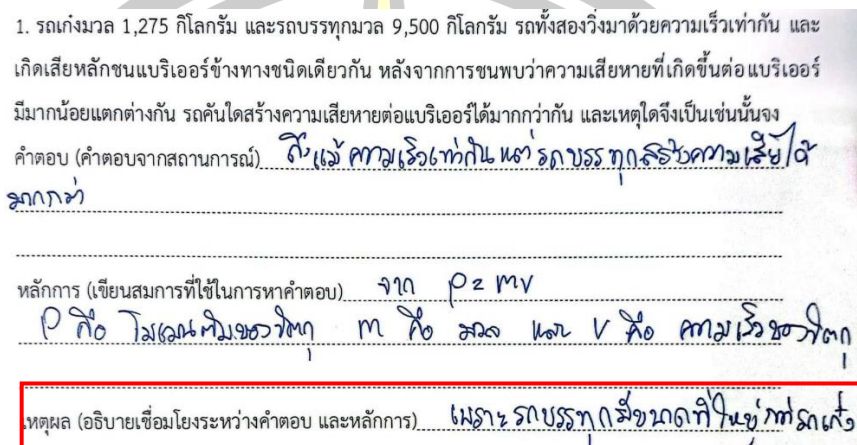 1. รถเก๋งมวล 1,275 กิโลกรัม และรถบรรทุกมวล 9,500 กิโลกรัม รถทั้งสองวิ่งมาด้วยความเร็วเท่ากัน และ
เกิดเสียหลักชนแบริเออร์ข้างทางชนิดเดียวกัน หลังจากการชนพบว่าความเสียหายที่เกิดขึ้นต่อแบริเออร์
มีมากน้อยแตกต่างกัน รถคันใดสร้างความเสียหายต่อแบริเออร์ได้มากกว่ากัน และเหตุใดจึงเป็นเช่นนั้นจง
คำตอบ (คำตอบจากสถานการณ์) ถึงแม้ความเร็วเท่ากัน แต่รถบรรทุกสร้างความเสียได้
มากกว่า
หลักการ (เขียนสมการที่ใช้ในการหาคำตอบ) จาก p = mv
p คือ โมเมนตัมของวัตถุ m คือ มวล และ v คือ ความเร็วของวัตถุ
เหตุผล (อธิบายเชื่อมโยงระหว่างคำตอบ และหลักการ) เพราะรถบรรทุกมีขนาดที่ใหญ่กว่ารถเก๋ง